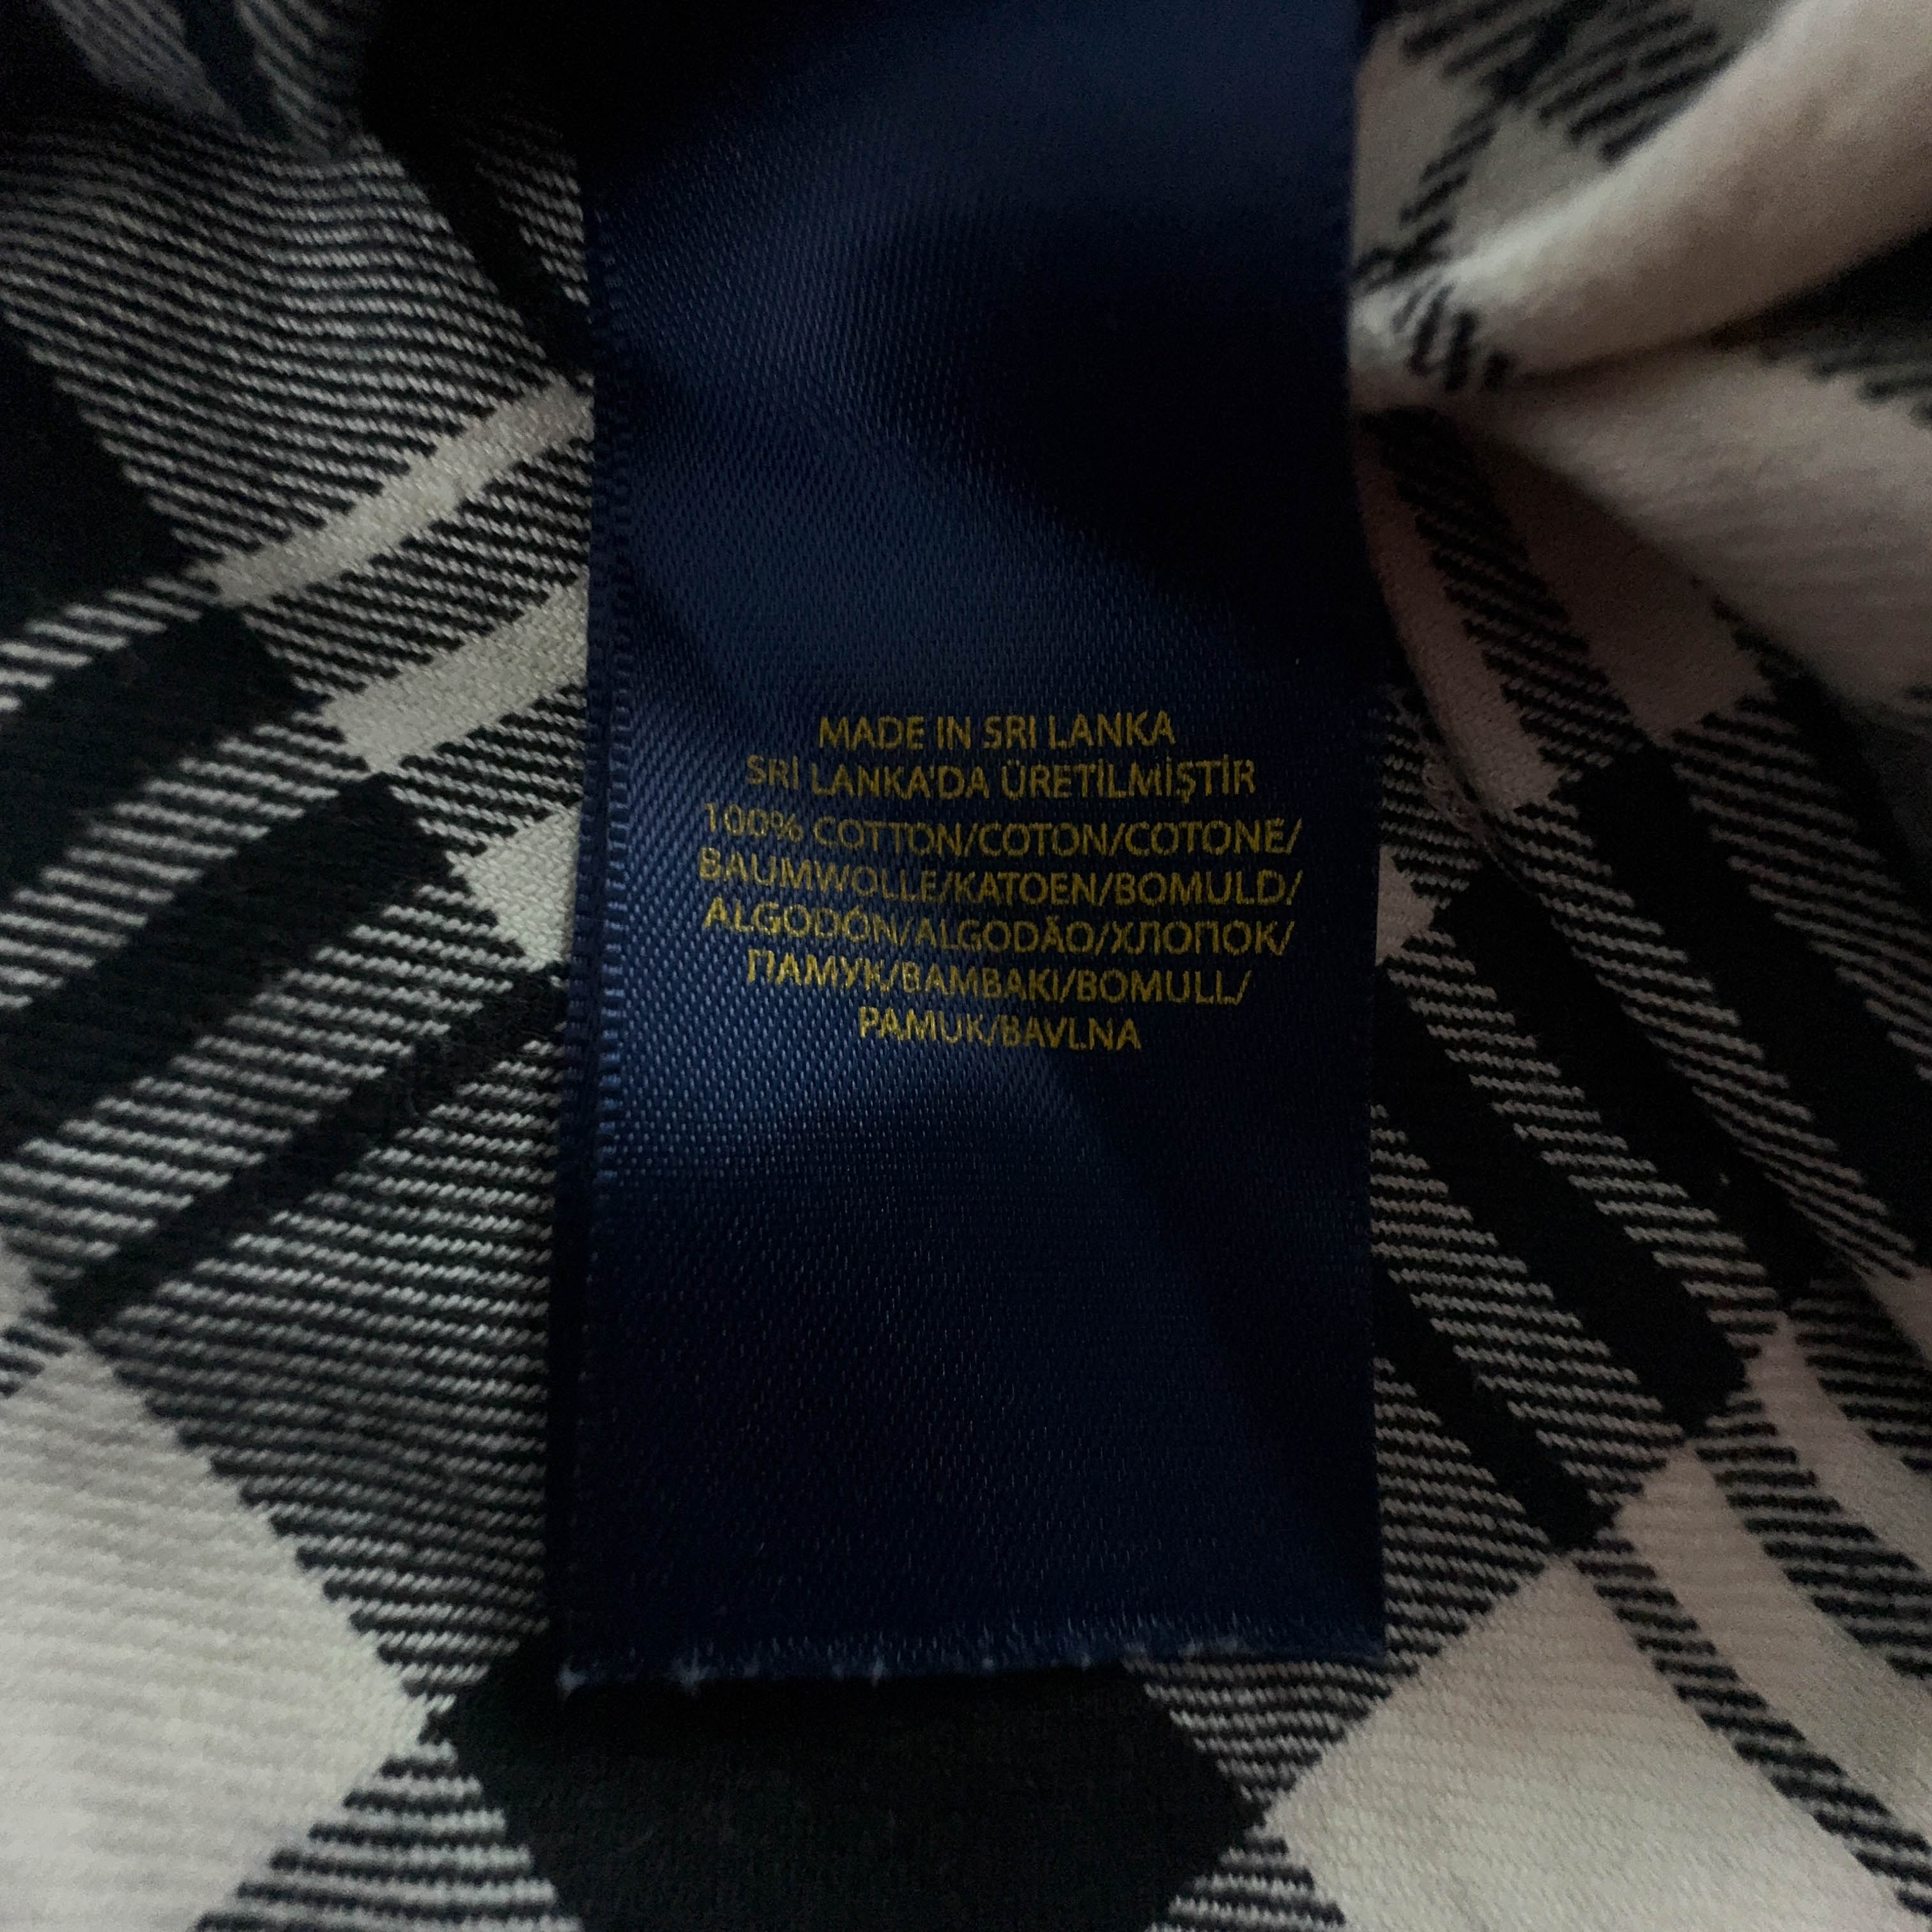 MADE IN SRI LANKA
SRİ LANKA'DA ÜRETİLMİŞTİR
100% COTTON/COTON/COTONE/
BAUMWOLLE/KATOEN/BOMULD/
ALGODÓN/ALGODÃO/ХЛОПОК/
ПАМУК/BAMBAKI/BOMULL/
PAMUK/BAVLNA